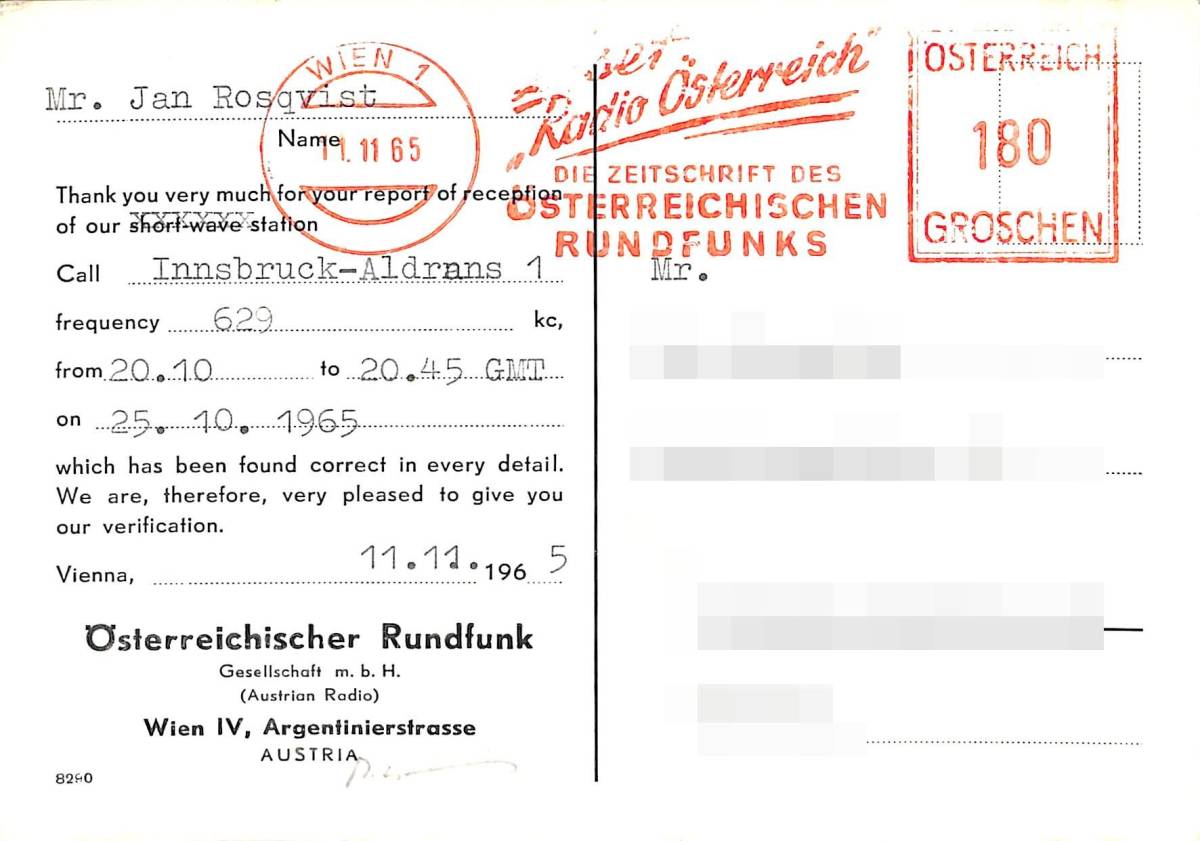 Mr. Jan Rosqvist
Name
Thank you very much for your report of reception
of our short-wave station
Call Innsbruck-Aldrans 1
frequency 629 kc,
from 20.10 to 20.45 GMT
on 25. 10. 1965
which has been found correct in every detail.
We are, therefore, very pleased to give you
our verification.
Vienna, 11.11. 196 5
Österreichischer Rundfunk
Gesellschaft m. b. H.
(Austrian Radio)
Wien IV, Argentinierstrasse
AUSTRIA
8290
WIEN 1
11.11 65
"Radio Österreich"
DIE ZEITSCHRIFT DES
ÖSTERREICHISCHEN
RUNDFUNKS
ÖSTERREICH
180
GROSCHEN
Mr.